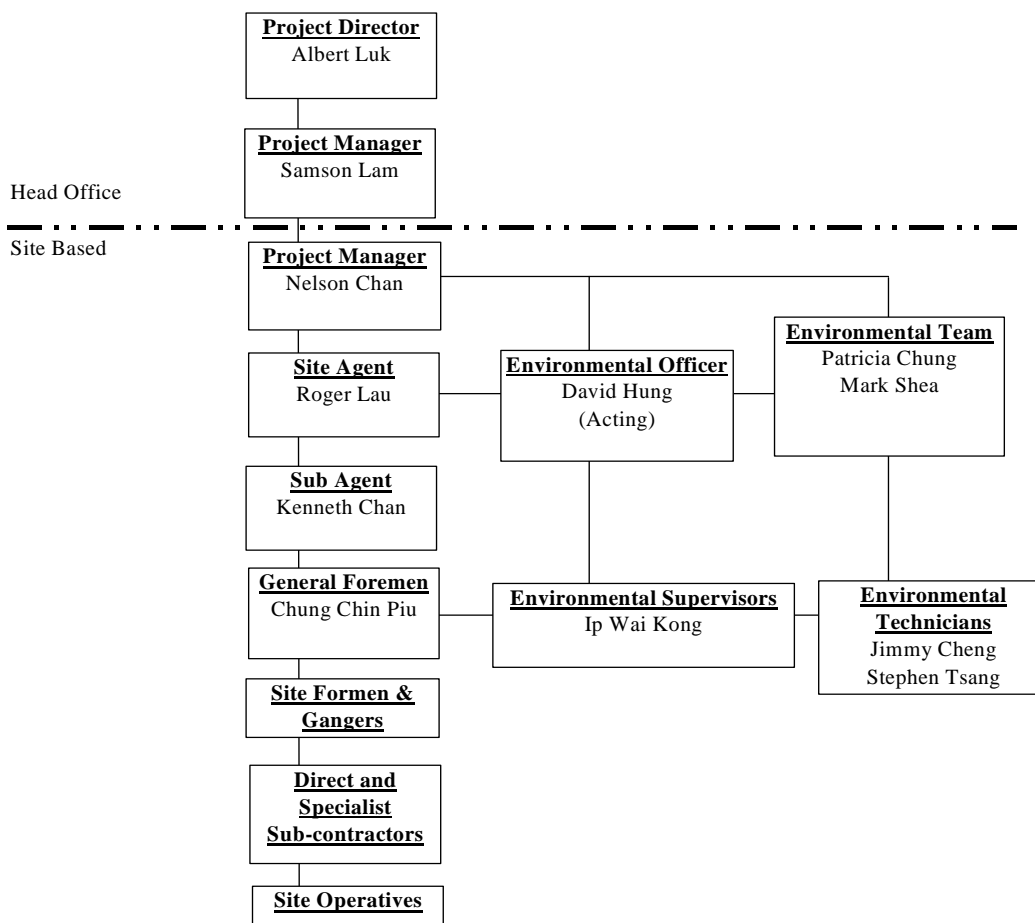 Project Director
Albert Luk
Project Manager
Samson Lam
Head Office
Site Based
Project Manager
Nelson Chan
Environmental Team
Patricia Chung
Mark Shea
Site Agent
Roger Lau
Environmental Officer
David Hung
(Acting)
Sub Agent
Kenneth Chan
General Foremen
Chung Chin Piu
Environmental Supervisors
Ip Wai Kong
Environmental
Technicians
Jimmy Cheng
Stephen Tsang
Site Formen &
Gangers
Direct and
Specialist
Sub-contractors
Site Operatives